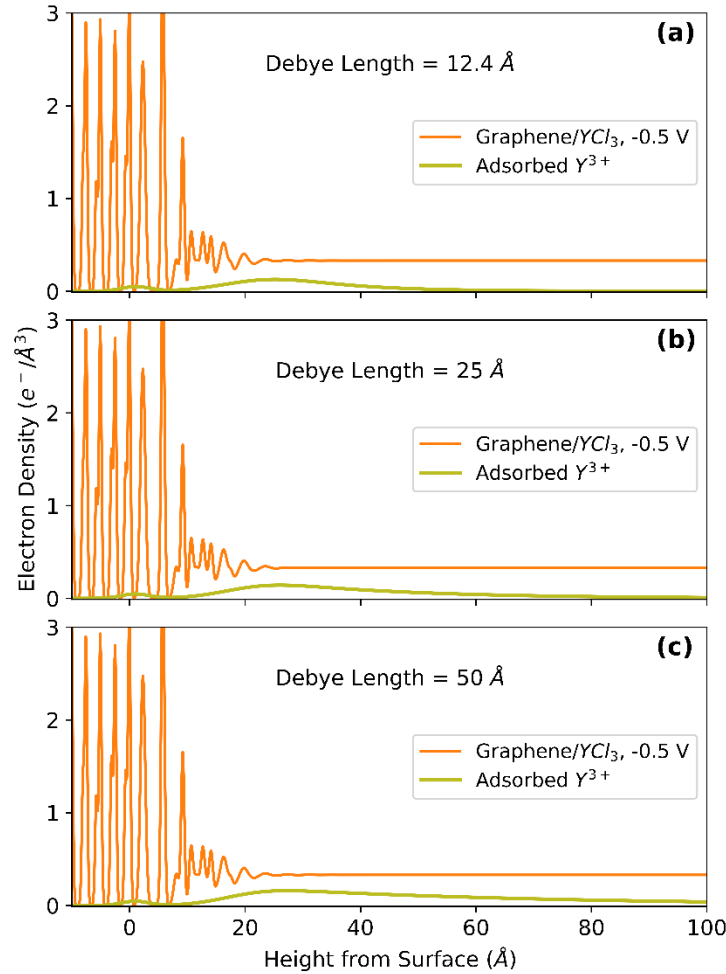 (a)
Debye Length = 12.4 Å
Graphene/YCl₃, -0.5 V
Adsorbed Y³⁺
3
2
1
0
(b)
Debye Length = 25 Å
Graphene/YCl₃, -0.5 V
Adsorbed Y³⁺
3
2
1
0
Electron Density (e⁻/Å³)
(c)
Debye Length = 50 Å
Graphene/YCl₃, -0.5 V
Adsorbed Y³⁺
3
2
1
0
0 20 40 60 80 100
Height from Surface (Å)